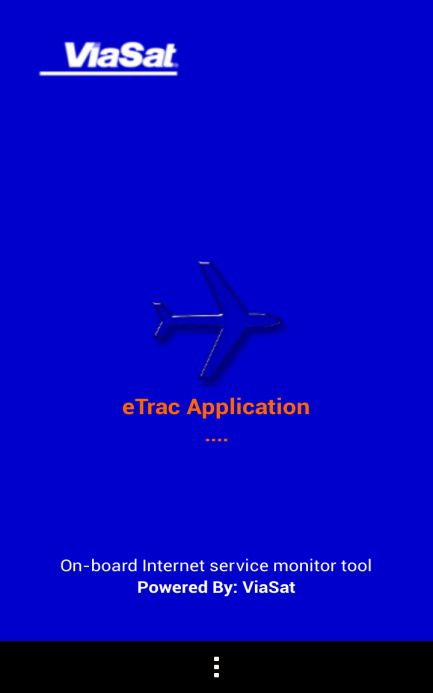 ViaSat
eTrac Application
....
On-board Internet service monitor tool
Powered By: ViaSat